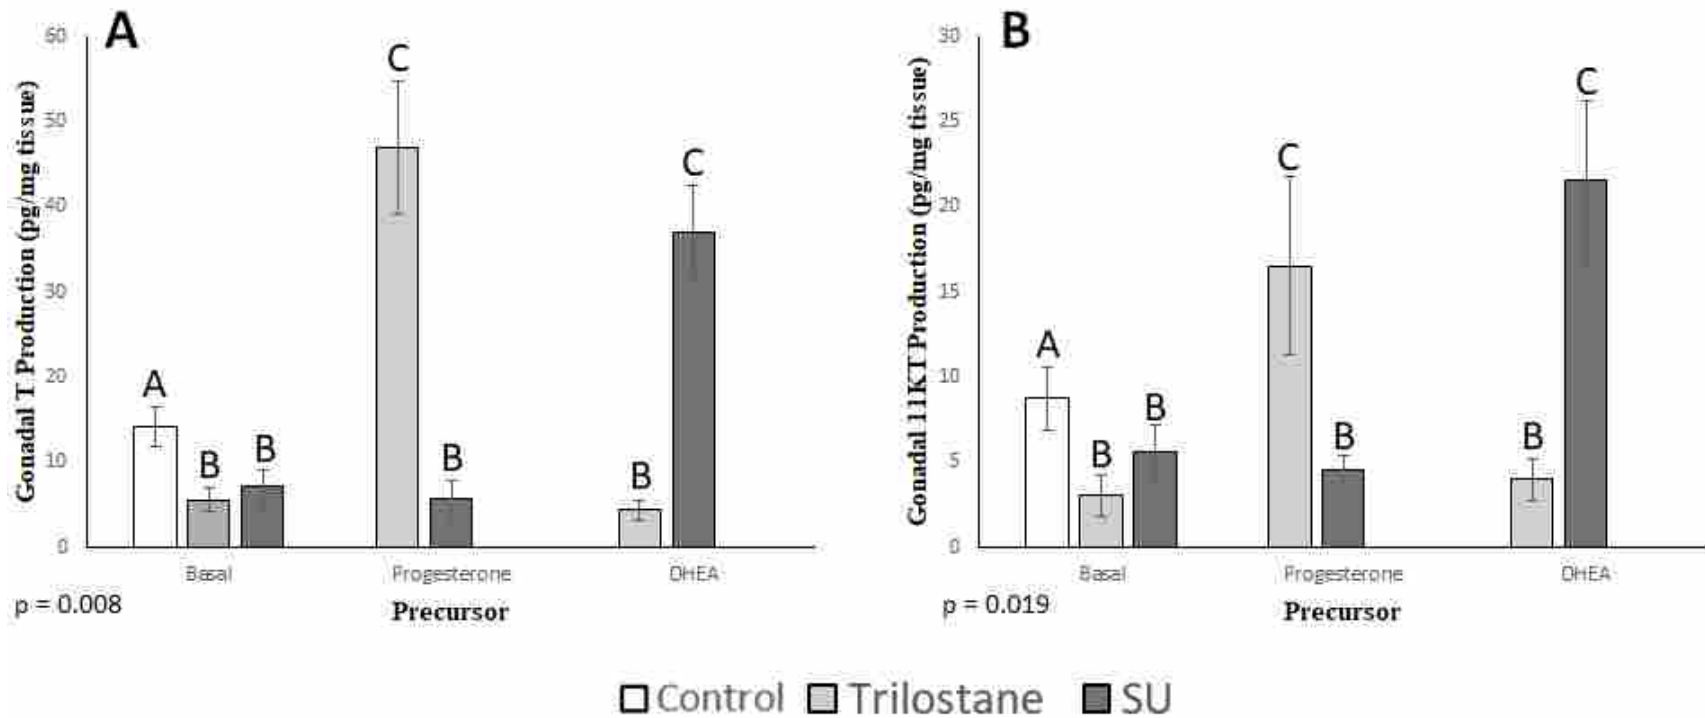 A
Gonadal T Production (pg/mg tissue)
60
50
40
30
20
10
0
A
B
B
C
B
B
C
Basal
Progesterone
DHEA
p = 0.008
Precursor
B
Gonadal 11KT Production (pg/mg tissue)
30
25
20
15
10
5
0
A
B
B
C
B
B
C
Basal
Progesterone
DHEA
p = 0.019
Precursor
Control
Trilostane
SU